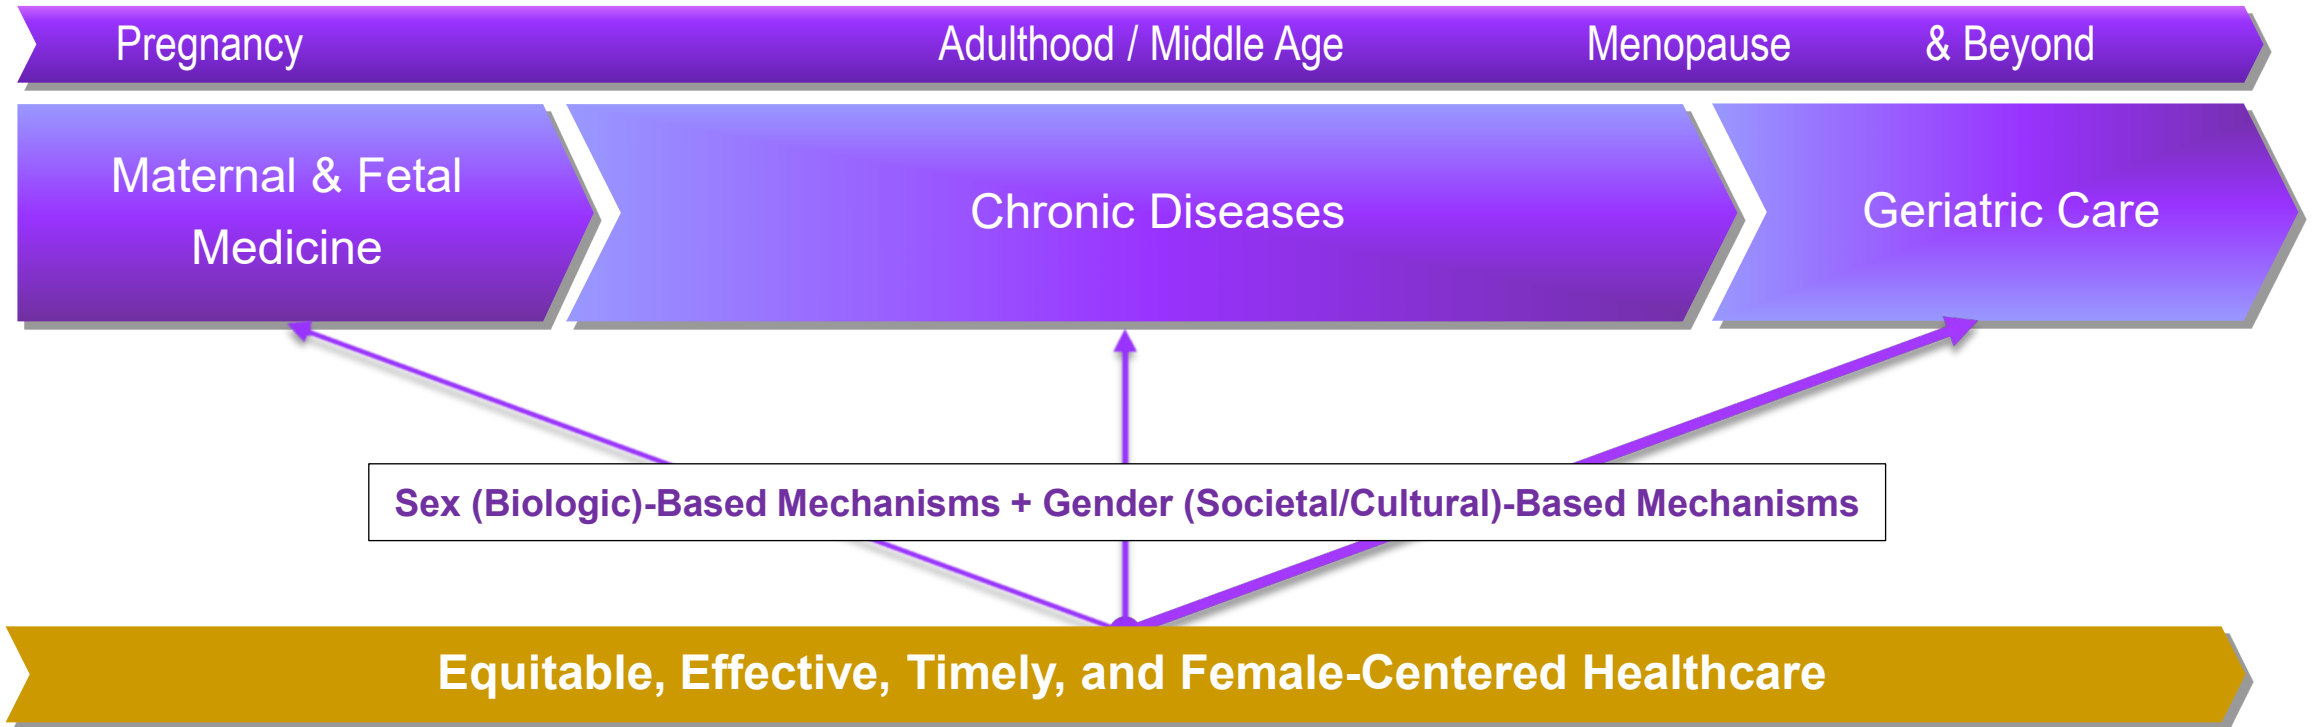 Pregnancy Adulthood / Middle Age Menopause & Beyond
Maternal & Fetal
Medicine
Chronic Diseases
Geriatric Care
Sex (Biologic)-Based Mechanisms + Gender (Societal/Cultural)-Based Mechanisms
Equitable, Effective, Timely, and Female-Centered Healthcare